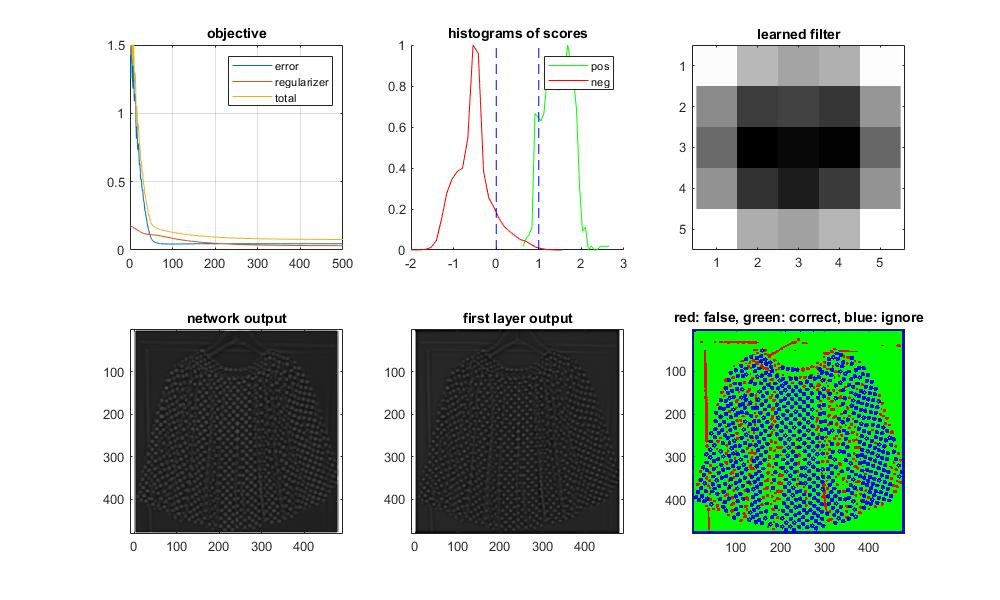 objective
1.5
1
0.5
0
0 100 200 300 400 500
error
regularizer
total
histograms of scores
1
0.8
0.6
0.4
0.2
0
-2 -1 0 1 2 3
pos
neg
learned filter
1
2
3
4
5
1 2 3 4 5
network output
100
200
300
400
0 100 200 300 400
first layer output
100
200
300
400
0 100 200 300 400
red: false, green: correct, blue: ignore
100
200
300
400
100 200 300 400